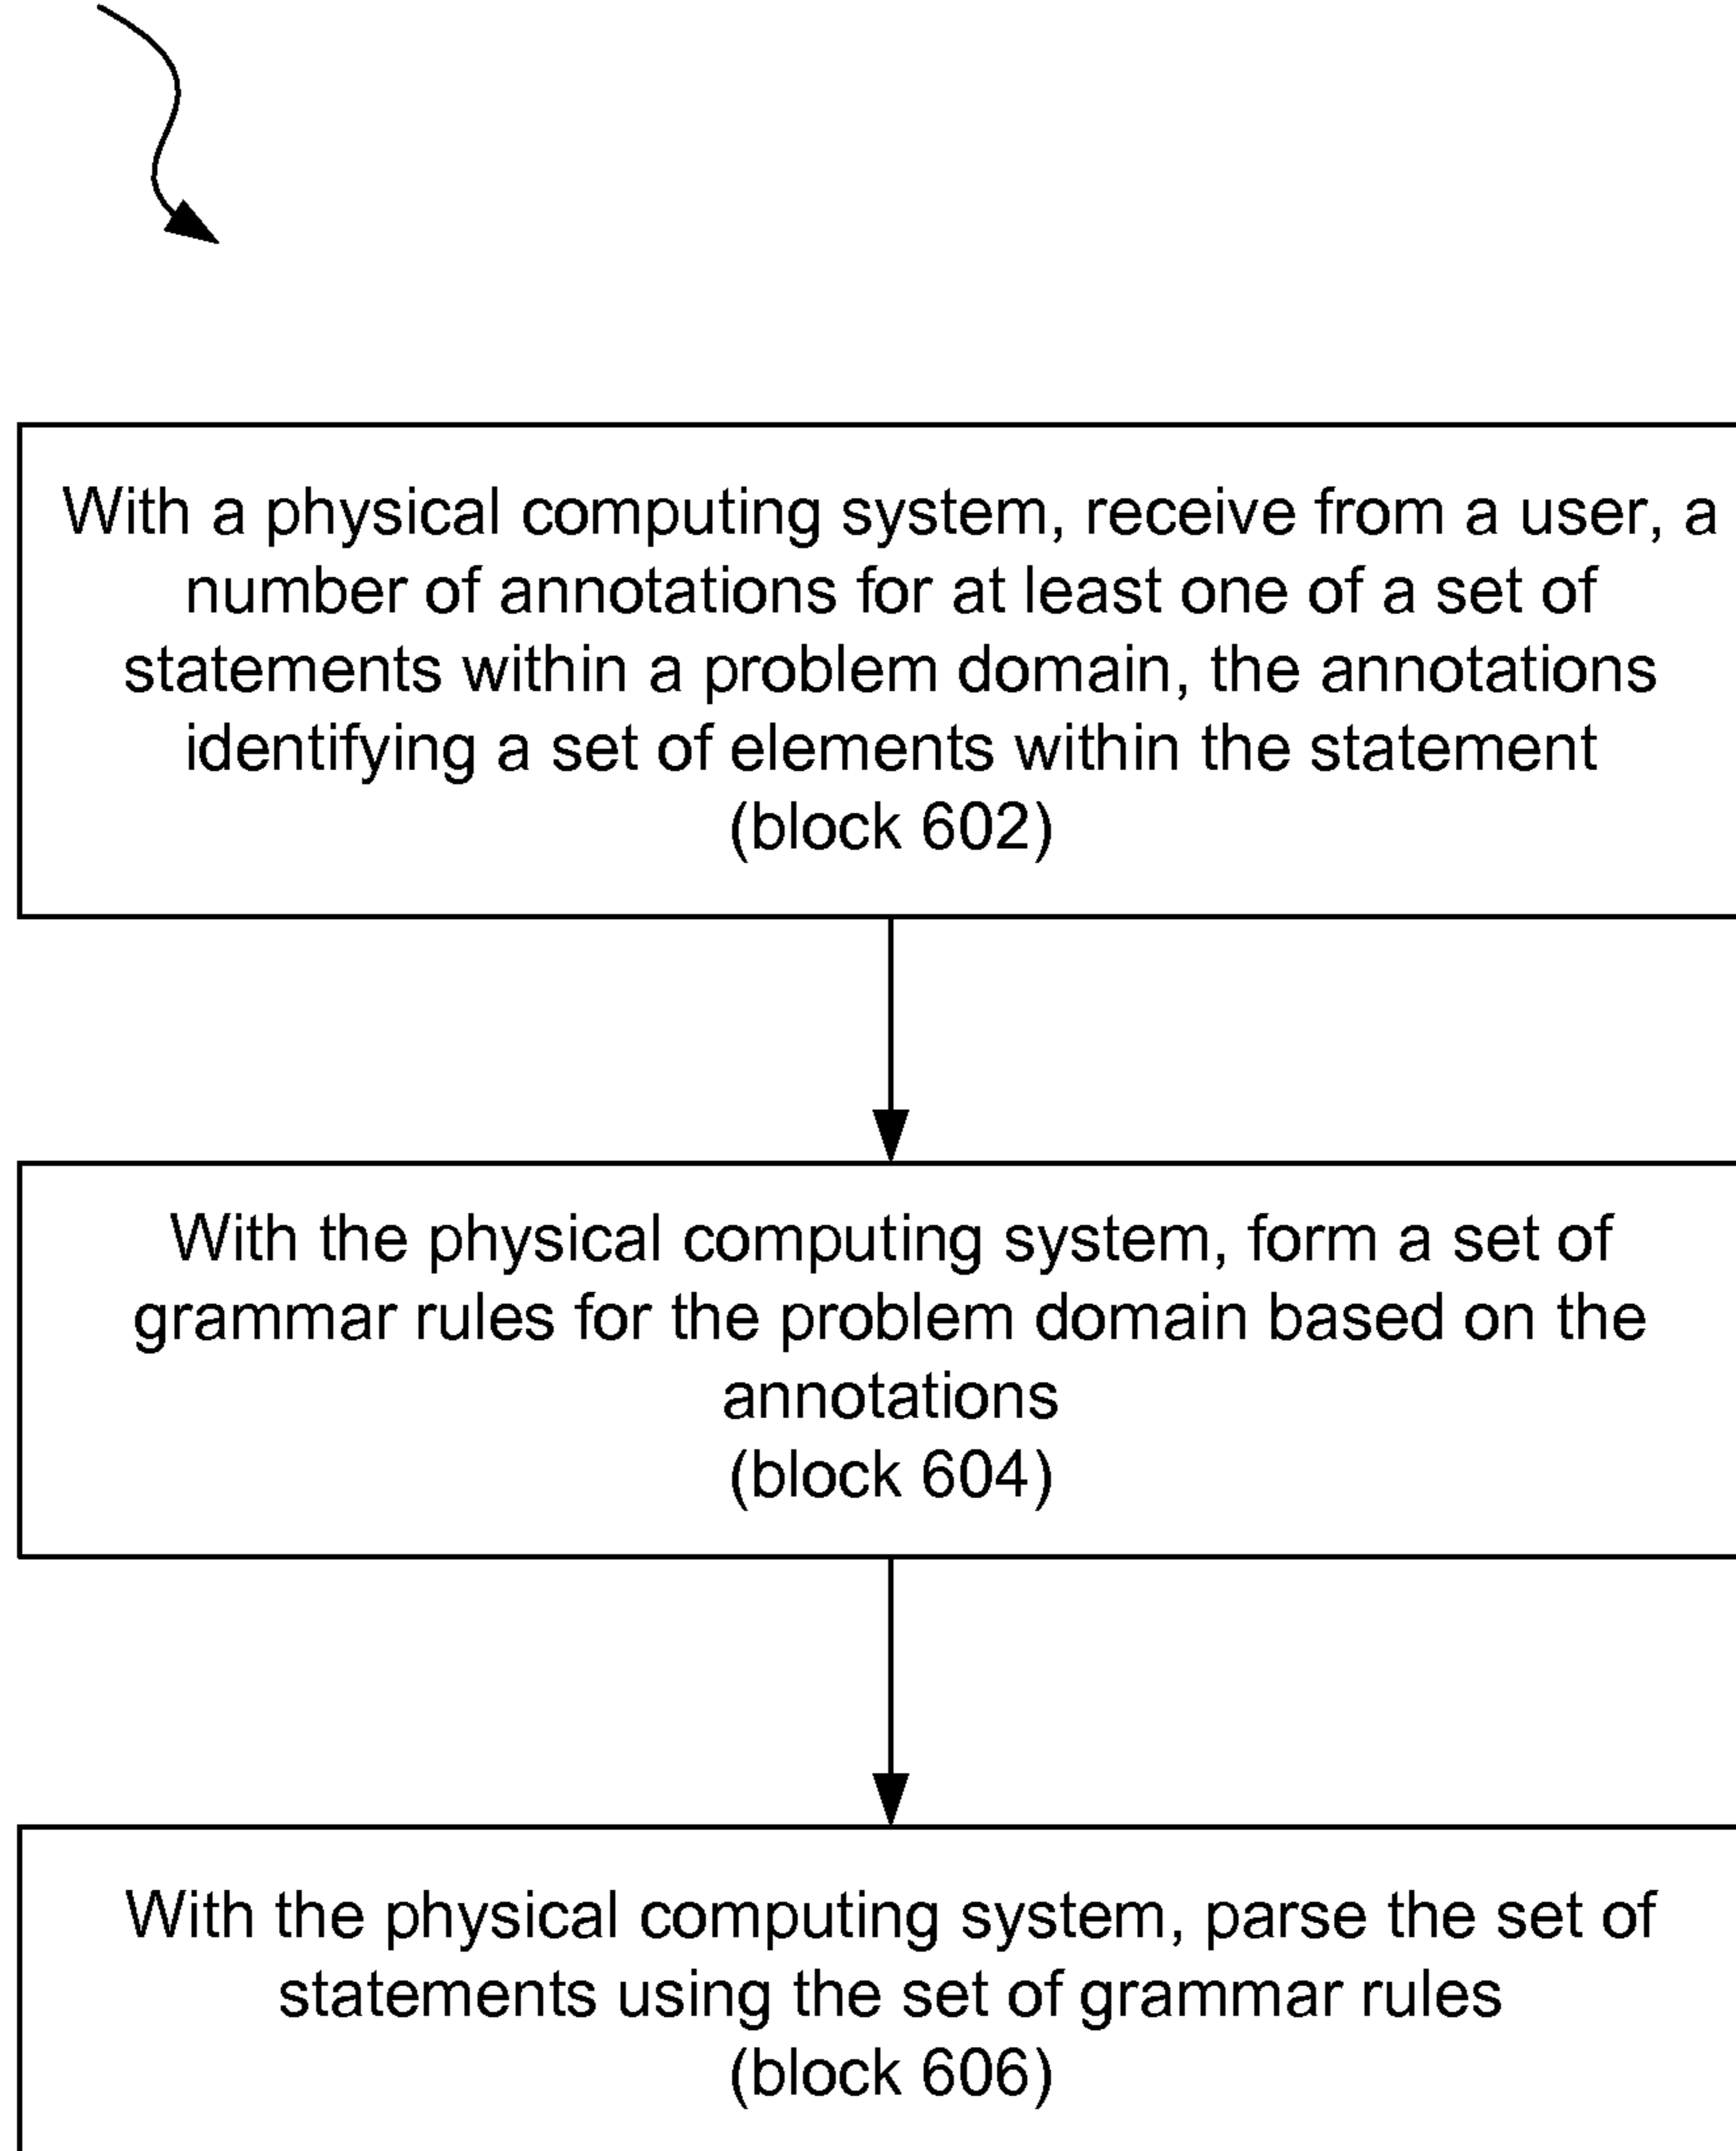 With a physical computing system, receive from a user, a
number of annotations for at least one of a set of
statements within a problem domain, the annotations
identifying a set of elements within the statement
(block 602)
With the physical computing system, form a set of
grammar rules for the problem domain based on the
annotations
(block 604)
With the physical computing system, parse the set of
statements using the set of grammar rules
(block 606)